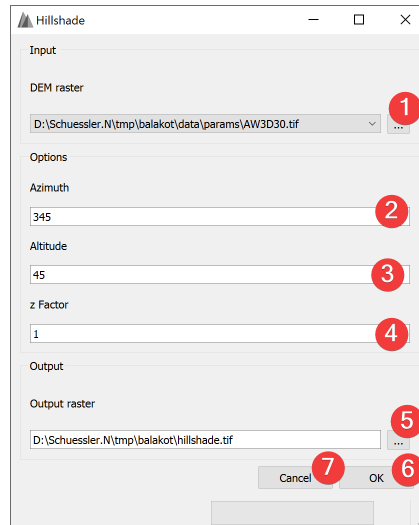 Hillshade
Input
DEM raster
D:\Schuessler.N\tmp\balakot\data\params\AW3D30.tif
1
...
Options
Azimuth
345
2
Altitude
45
3
z Factor
1
4
Output
Output raster
5
D:\Schuessler.N\tmp\balakot\hillshade.tif
...
7
6
Cancel
OK